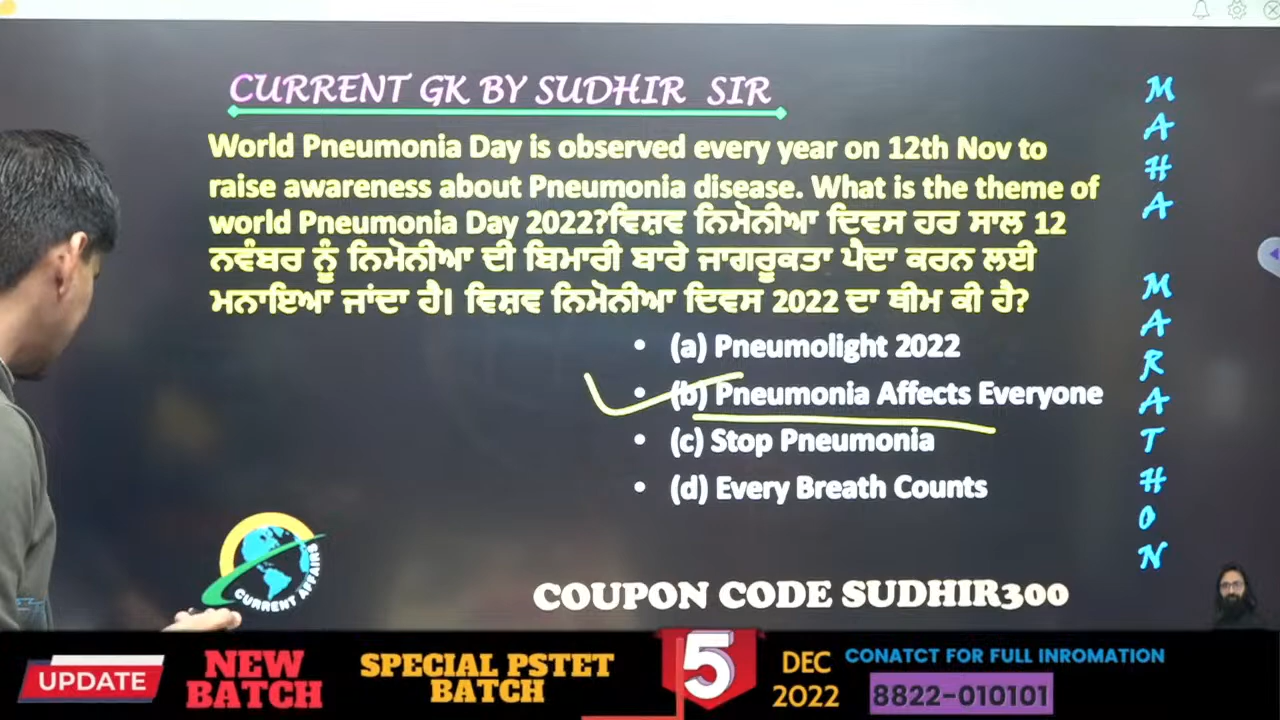 CURRENT GK BY SUDHIR SIR
World Pneumonia Day is observed every year on 12th Nov to
raise awareness about Pneumonia disease. What is the theme of
world Pneumonia Day 2022?ਵਿਸ਼ਵ ਨਿਮੋਨੀਆ ਦਿਵਸ ਹਰ ਸਾਲ 12
ਨਵੰਬਰ ਨੂੰ ਨਿਮੋਨੀਆ ਦੀ ਬਿਮਾਰੀ ਬਾਰੇ ਜਾਗਰੂਕਤਾ ਪੈਦਾ ਕਰਨ ਲਈ
ਮਨਾਇਆ ਜਾਂਦਾ ਹੈ। ਵਿਸ਼ਵ ਨਿਮੋਨੀਆ ਦਿਵਸ 2022 ਦਾ ਥੀਮ ਕੀ ਹੈ?
• (a) Pneumolight 2022
• (b) Pneumonia Affects Everyone
• (c) Stop Pneumonia
• (d) Every Breath Counts
MAHA MARATHON
CURRENT AFFAIRS
COUPON CODE SUDHIR300
UPDATE
NEW
BATCH
SPECIAL PSTET
BATCH
5
DEC
2022
CONATCT FOR FULL INROMATION
8822-010101